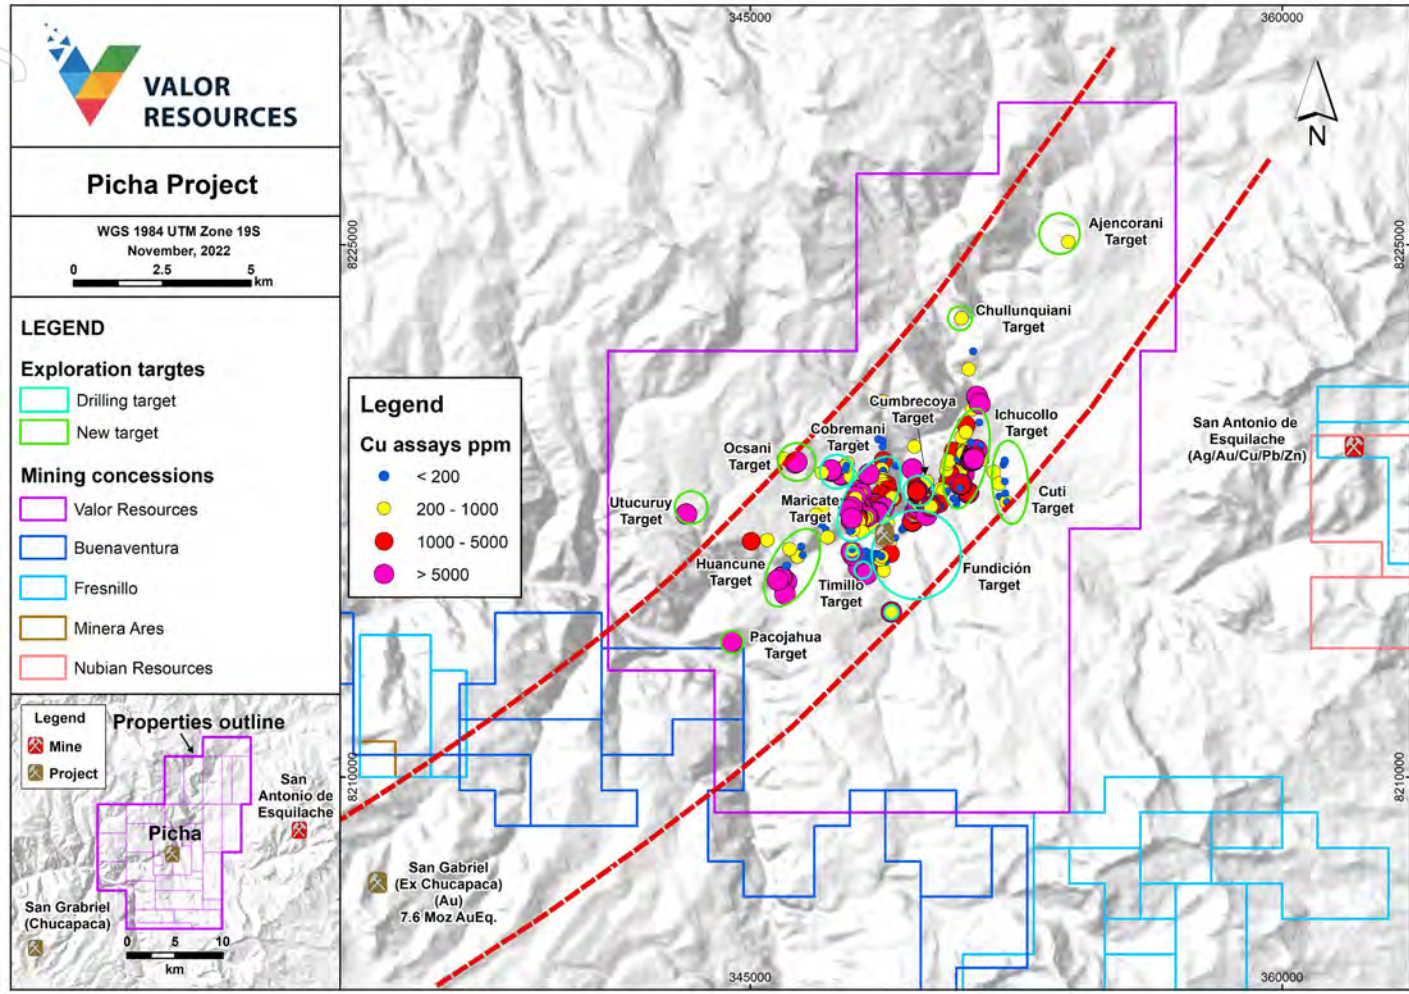 VALOR
RESOURCES
Picha Project
WGS 1984 UTM Zone 19S
November, 2022
0 2.5 5
km
LEGEND
Exploration targtes
Drilling target
New target
Mining concessions
Valor Resources
Buenaventura
Fresnillo
Minera Ares
Nubian Resources
Legend
Mine
Project
Properties outline
San
Antonio de
Esquilache
Picha
San Grabriel
(Chucapaca)
0 5 10
km
345000
360000
8225000
8225000
N
Legend
Cu assays ppm
< 200
200 - 1000
1000 - 5000
> 5000
Ajencorani
Target
Chullunquiani
Target
Cumbrecoya
Target
Ichucollo
Target
Cobremani
Target
Ocsani
Target
San Antonio de
Esquilache
(Ag/Au/Cu/Pb/Zn)
Utucuruy
Target
Maricate
Target
Cuti
Target
Huancune
Target
Timillo
Target
Fundición
Target
Pacojahua
Target
8210000
8210000
San Gabriel
(Ex Chucapaca)
(Au)
7.6 Moz AuEq.
345000
360000